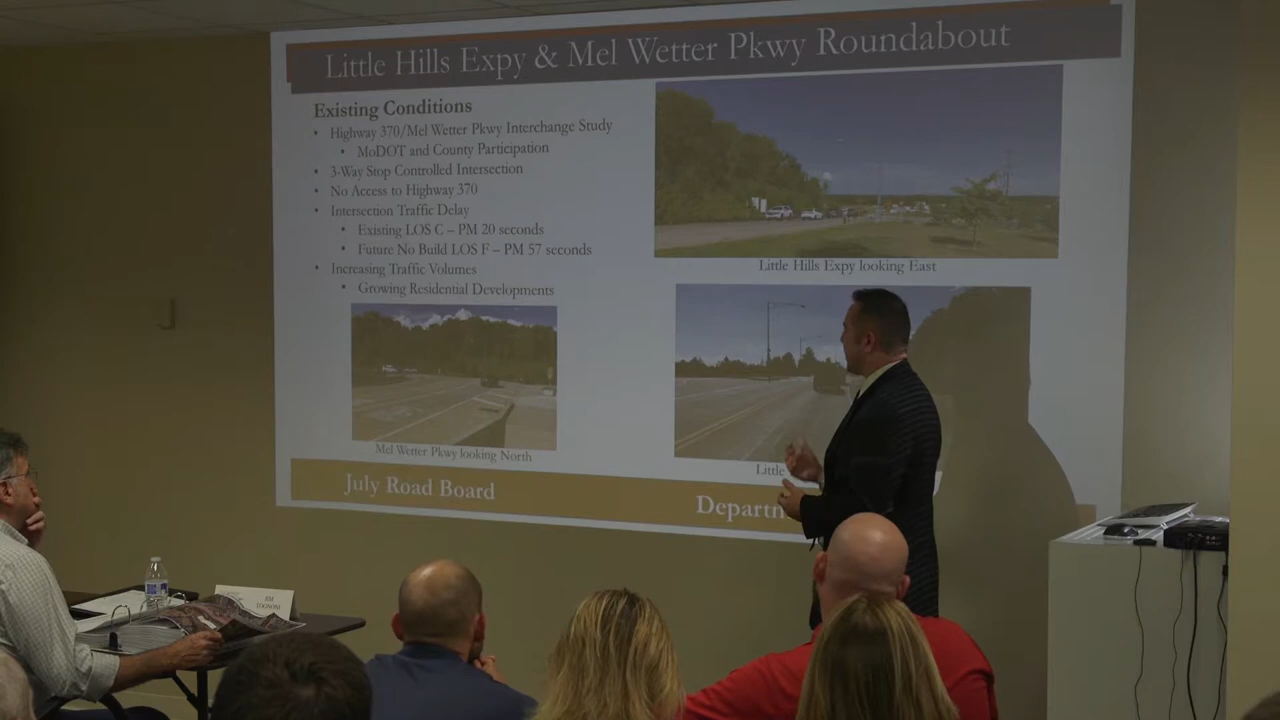 Little Hills Expy & Mel Wetter Pkwy Roundabout
Existing Conditions
• Highway 370/Mel Wetter Pkwy Interchange Study
• MoDOT and County Participation
• 3-Way Stop Controlled Intersection
• No Access to Highway 370
• Intersection Traffic Delay
• Existing LOS C – PM 20 seconds
• Future No Build LOS F – PM 57 seconds
• Increasing Traffic Volumes
• Growing Residential Developments
Little Hills Expy looking East
Mel Wetter Pkwy looking North
Little
July Road Board
Departm
JIM
TOGNONI